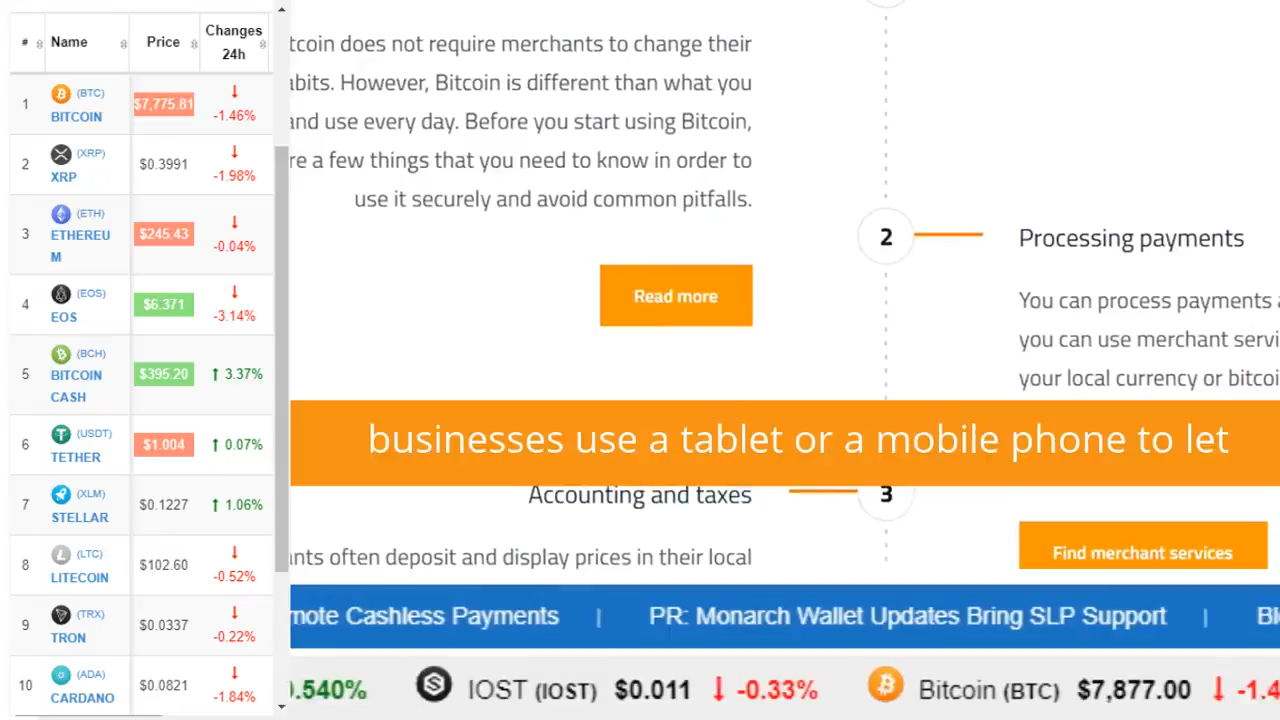 # Name Price Changes 24h
1 (BTC) BITCOIN $7,775.81 -1.46%
2 (XRP) XRP $0.3991 -1.98%
3 (ETH) ETHEREUM $245.43 -0.04%
4 (EOS) EOS $6.371 -3.14%
5 (BCH) BITCOIN CASH $395.20 3.37%
6 (USDT) TETHER $1.004 0.07%
7 (XLM) STELLAR $0.1227 1.06%
8 (LTC) LITECOIN $102.60 -0.52%
9 (TRX) TRON $0.0337 -0.22%
10 (ADA) CARDANO $0.0821 -1.84%
tcoin does not require merchants to change their
abits. However, Bitcoin is different than what you
and use every day. Before you start using Bitcoin,
re a few things that you need to know in order to
use it securely and avoid common pitfalls.
Read more
2
Processing payments
You can process payments
you can use merchant servi
your local currency or bitcoi
businesses use a tablet or a mobile phone to let
Accounting and taxes
3
Find merchant services
nts often deposit and display prices in their local
mote Cashless Payments | PR: Monarch Wallet Updates Bring SLP Support | Bl
0.540% IOST (IOST) $0.011 -0.33% Bitcoin (BTC) $7,877.00 -1.4